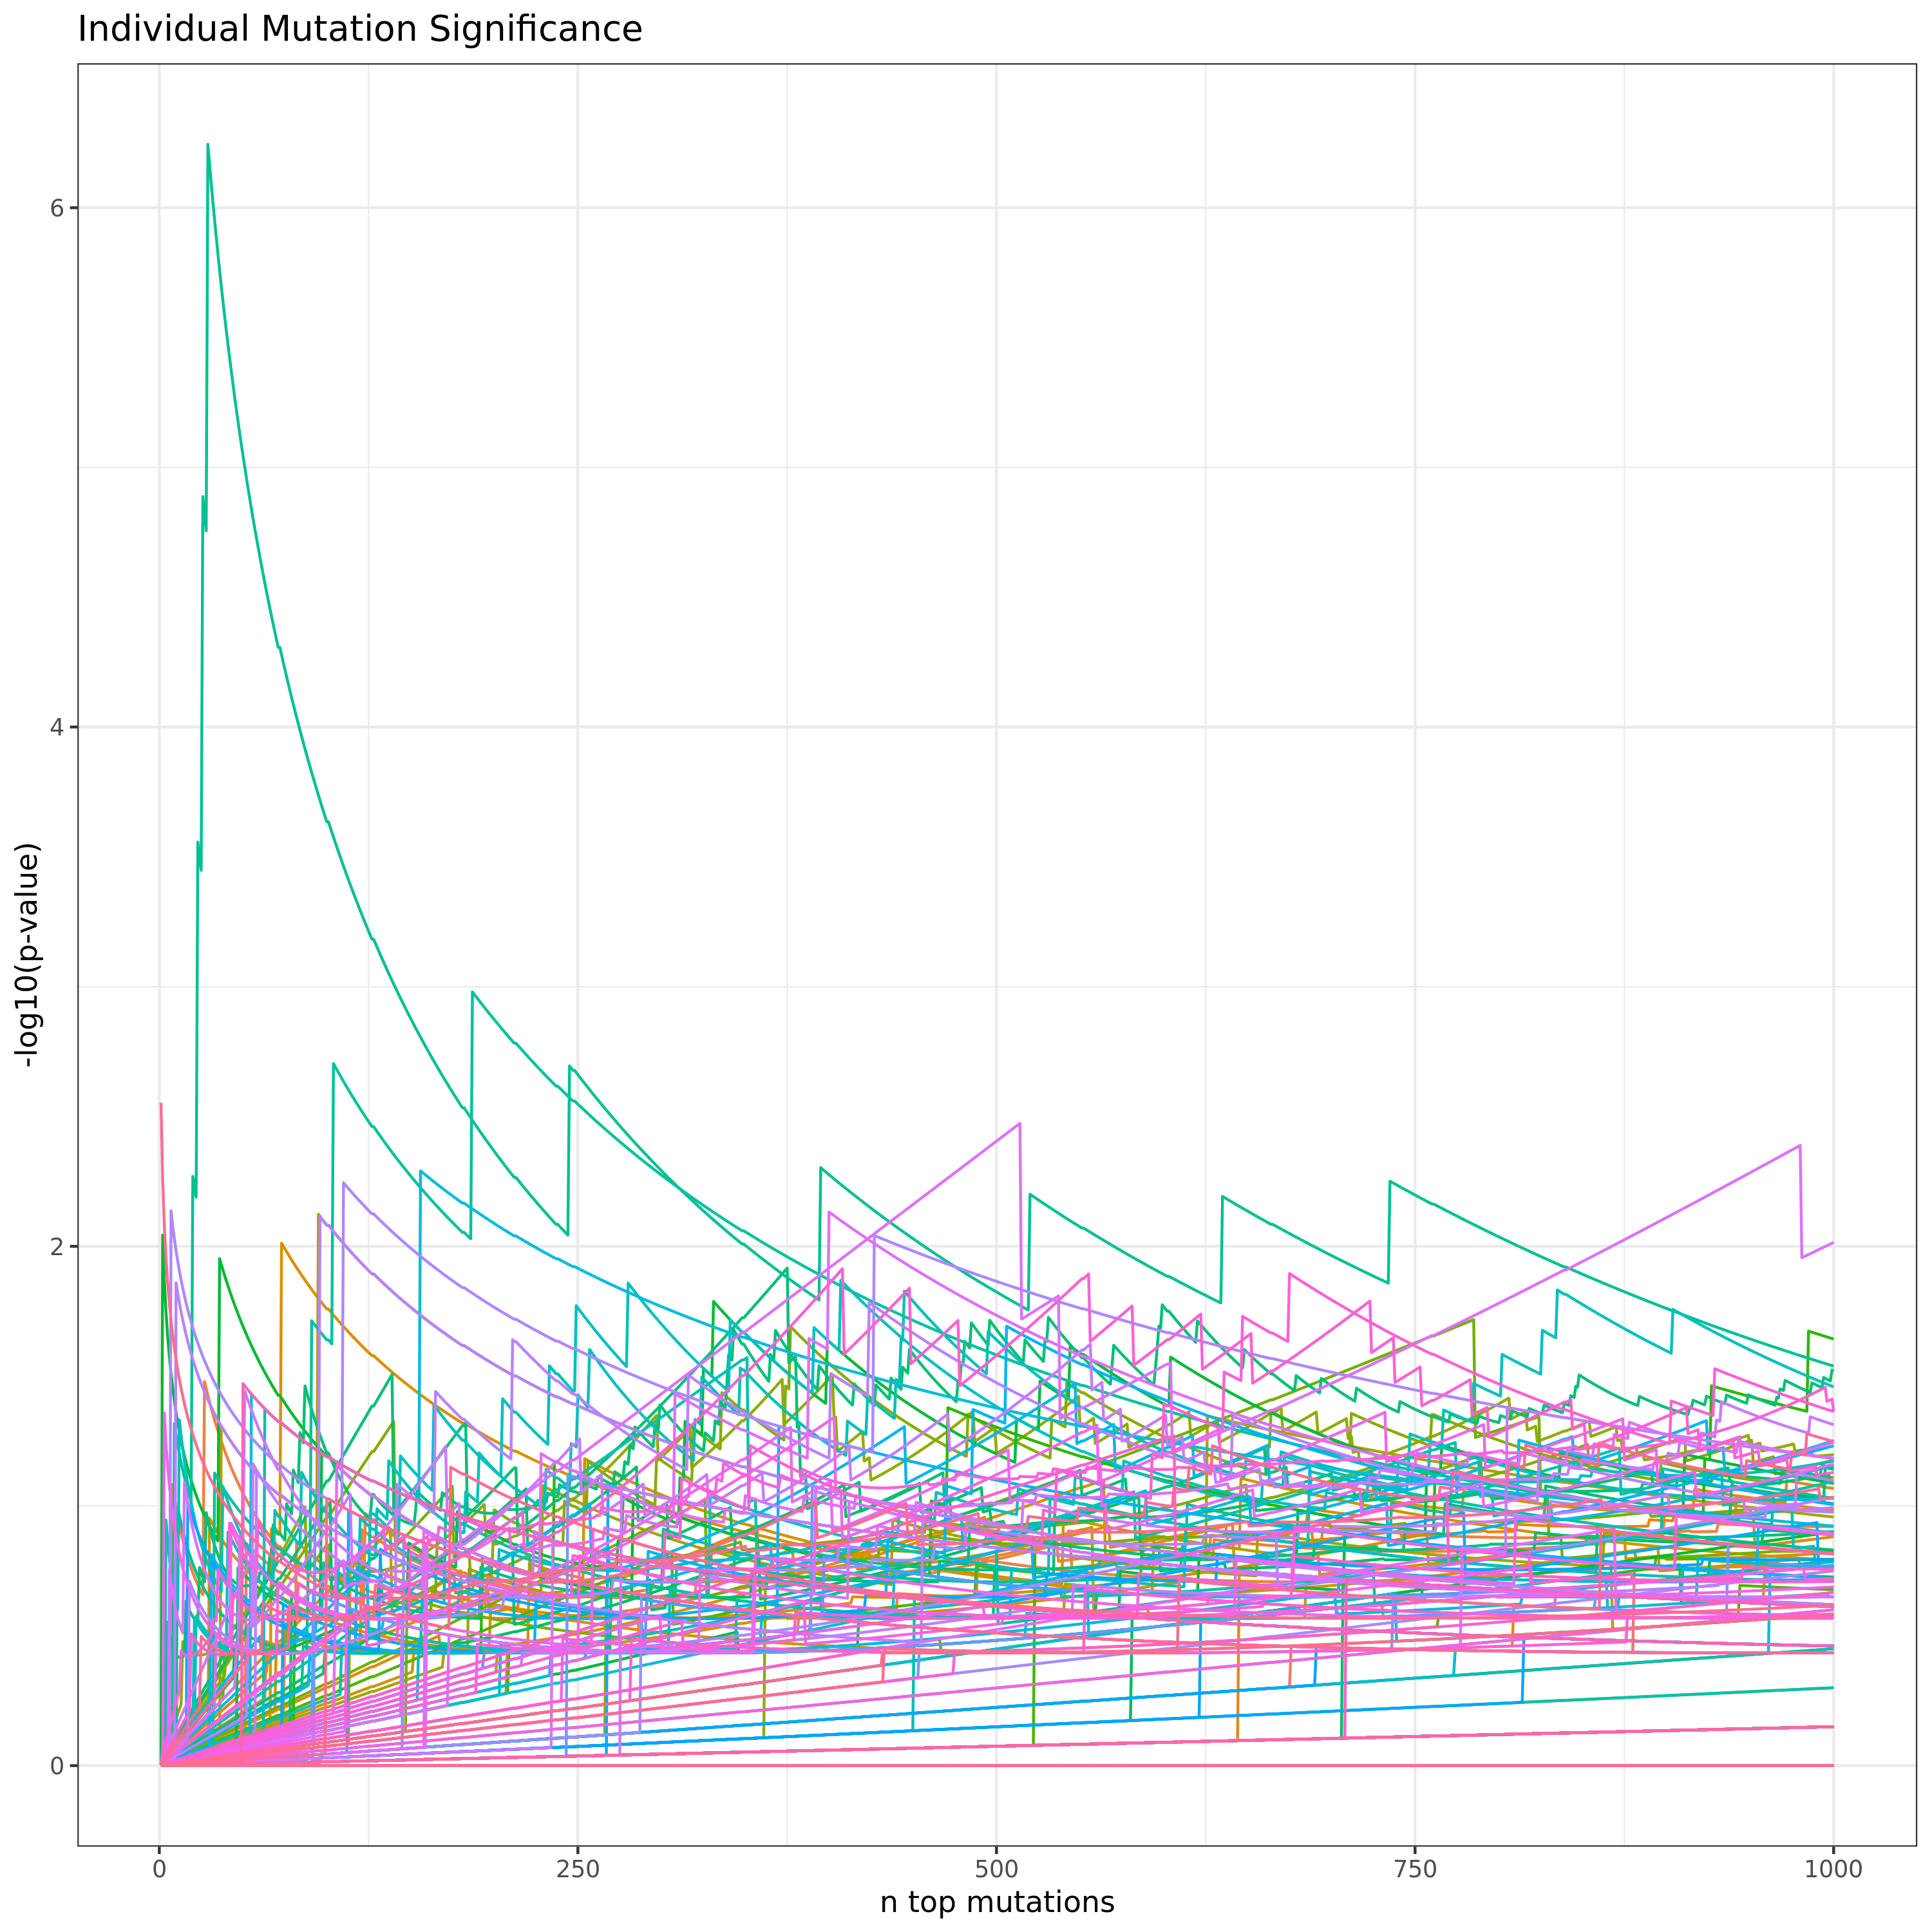 Individual Mutation Significance
-log10(p-value)
6
4
2
0
0 250 500 750 1000
n top mutations